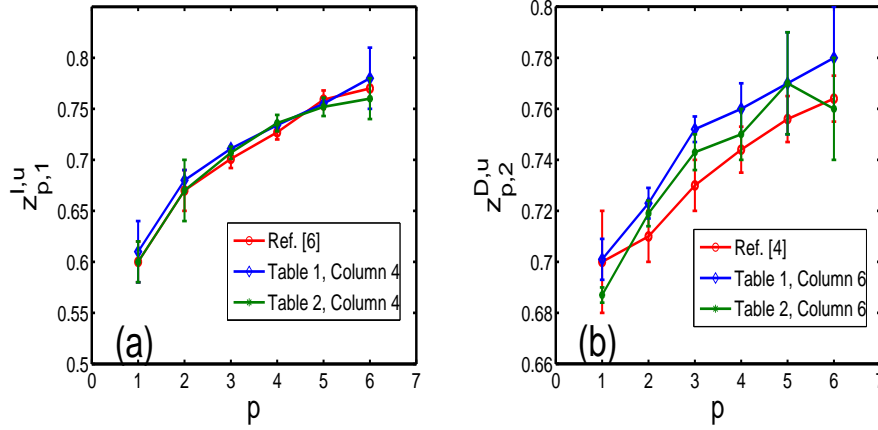 0.8
0.75
0.7
0.65
0.6
0.55
0.5
0 1 2 3 4 5 6 7
p
z_{p,1}^{I,u}
Ref. [6]
Table 1, Column 4
Table 2, Column 4
(a)
0.78
0.76
0.74
0.72
0.7
0.68
0.66
0 1 2 3 4 5 6 7
p
z_{p,2}^{D,u}
Ref. [4]
Table 1, Column 6
Table 2, Column 6
(b)
0.8